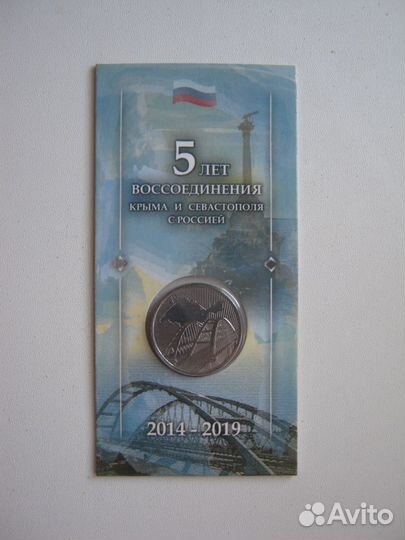 5 ЛЕТ
ВОССОЕДИНЕНИЯ
КРЫМА И СЕВАСТОПОЛЯ
С РОССИЕЙ
2014 - 2019
Avito